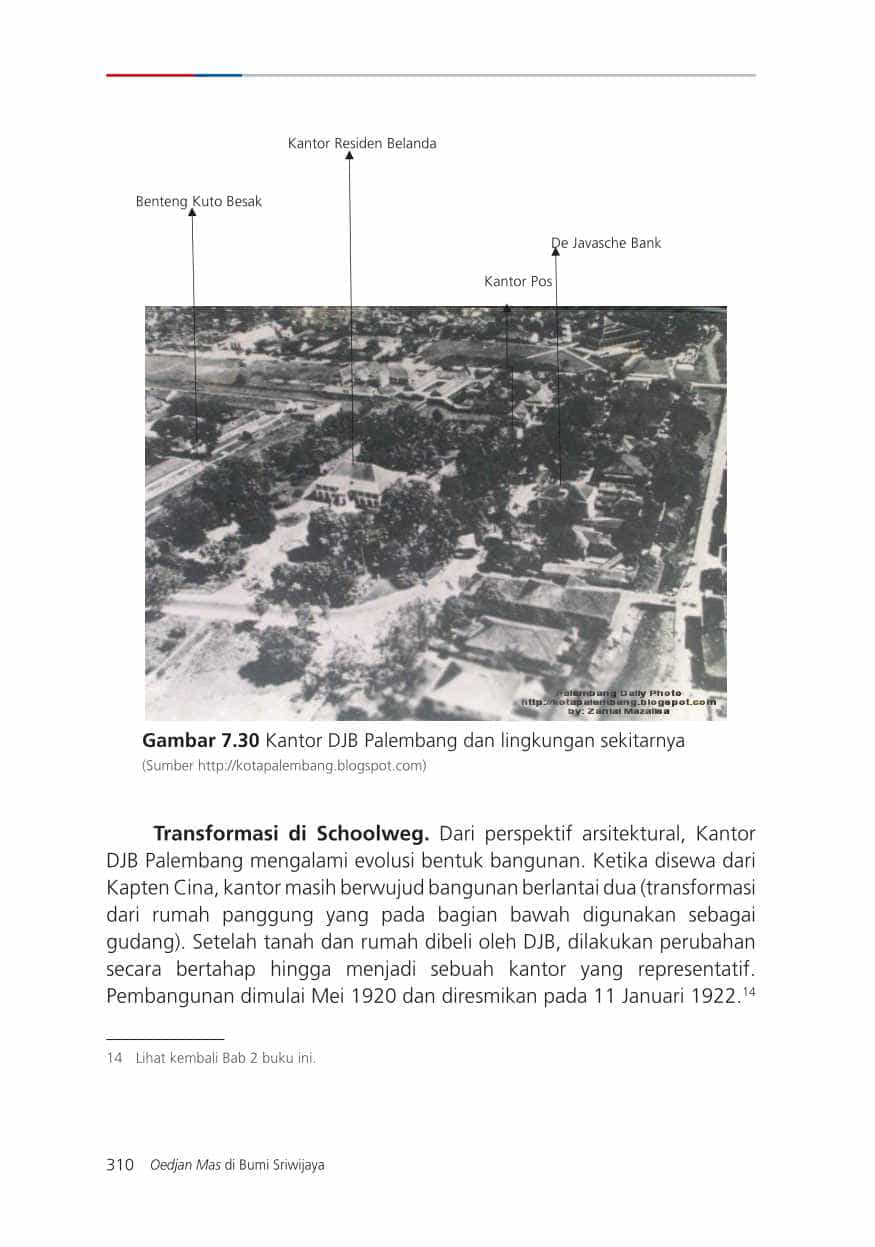 Kantor Residen Belanda
Benteng Kuto Besak
De Javasche Bank
Kantor Pos
Palembang Daily Photo
http://kotapalembang.blogspot.com
by:
Gambar 7.30 Kantor DJB Palembang dan lingkungan sekitarnya
(Sumber http://kotapalembang.blogspot.com)
Transformasi di Schoolweg. Dari perspektif arsitektural, Kantor
DJB Palembang mengalami evolusi bentuk bangunan. Ketika disewa dari
Kapten Cina, kantor masih berwujud bangunan berlantai dua (transformasi
dari rumah panggung yang pada bagian bawah digunakan sebagai
gudang). Setelah tanah dan rumah dibeli oleh DJB, dilakukan perubahan
secara bertahap hingga menjadi sebuah kantor yang representatif.
Pembangunan dimulai Mei 1920 dan diresmikan pada 11 Januari 1922.14
14 Lihat kembali Bab 2 buku ini.
310 Oedjan Mas di Bumi Sriwijaya